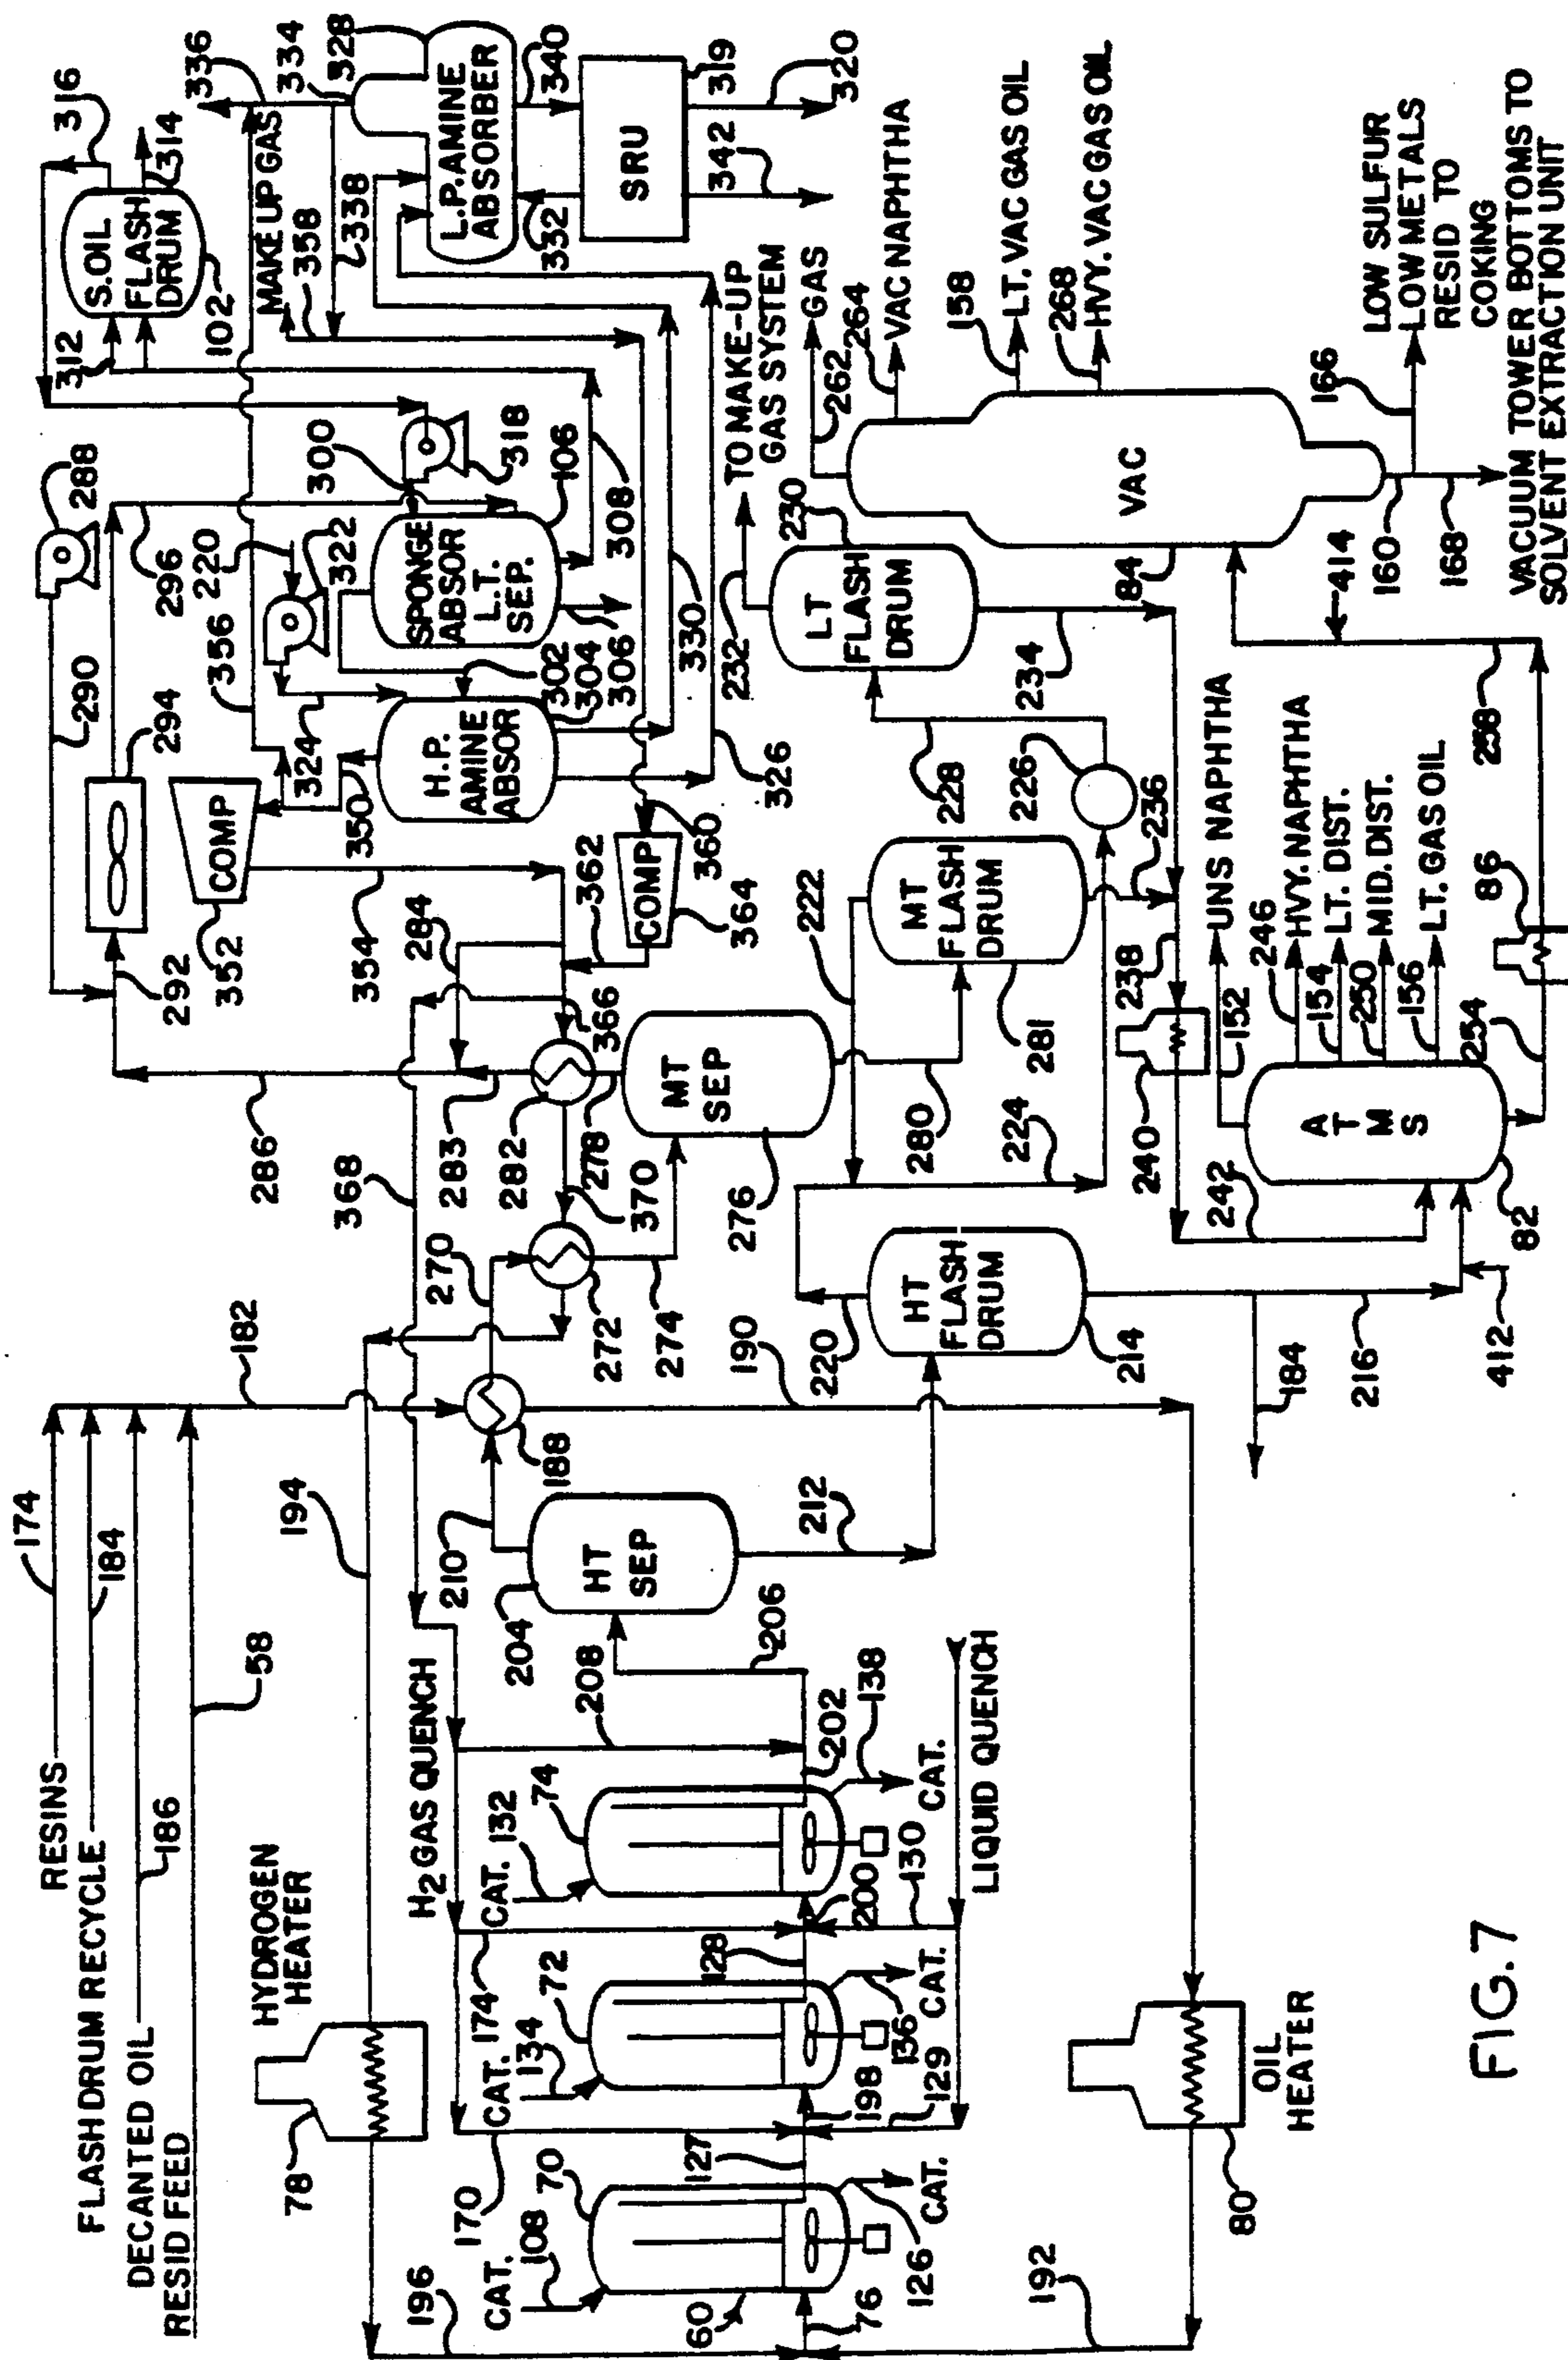 RESINS
174
FLASH DRUM RECYCLE
184
DECANTED OIL
186
RESID FEED
58
182
HYDROGEN
HEATER
78
194
196
H2 GAS QUENCH
170
174
208
CAT.
108
70
CAT.
134
72
CAT.
132
74
60
76
126
CAT.
127
198
129
136
CAT.
128
200
130
138
CAT.
202
206
LIQUID QUENCH
192
80
OIL
HEATER
190
HT
SEP
204
210
212
188
270
272
274
370
278
282
283
284
286
366
368
MT
SEP
276
280
HT
FLASH
DRUM
214
220
184
216
412
222
224
MT
FLASH
DRUM
281
226
228
236
238
240
242
LT
FLASH
DRUM
230
232
234
TO MAKE-UP
GAS SYSTEM
A
T
M
S
82
152
UNS NAPHTHA
246
HVY. NAPHTHA
154
LT. DIST.
250
MID. DIST.
156
LT. GAS OIL
254
86
258
414
VAC
84
262
GAS
264
VAC NAPHTHA
158
LT. VAC GAS OIL
268
HVY. VAC GAS OIL
160
166
LOW SULFUR
LOW METALS
RESID TO
COKING
168
VACUUM TOWER BOTTOMS TO
SOLVENT EXTRACTION UNIT
288
290
292
294
296
COMP
352
354
350
356
H.P.
AMINE
ABSOR
324
322
220
326
330
302
304
306
SPONGE
ABSOR
L.T.
SEP.
106
300
308
318
COMP
360
362
364
S.OIL
FLASH
DRUM
102
312
314
316
MAKE UP GAS
358
338
336
334
328
L.P. AMINE
ABSORBER
332
340
SRU
319
342
320
FIG. 7